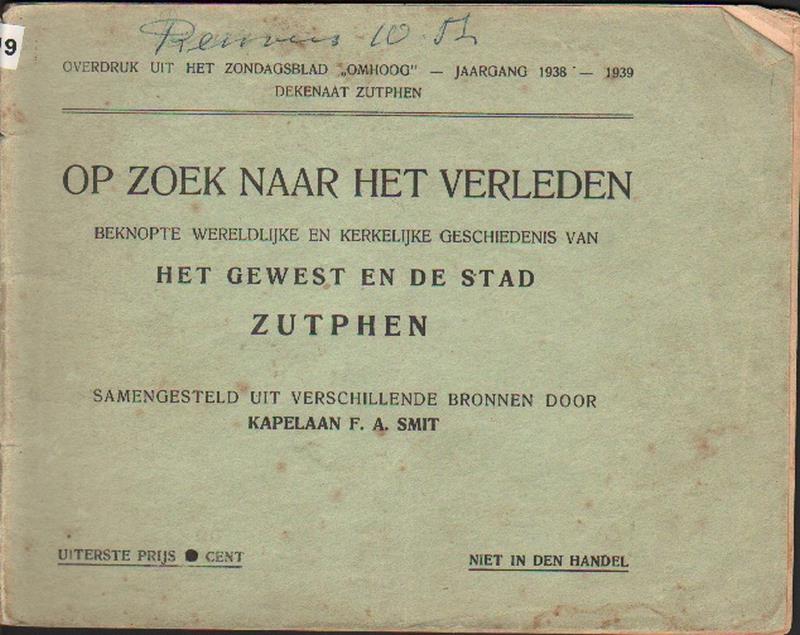 10.52
9
OVERDRUK UIT HET ZONDAGSBLAD „OMHOOG" — JAARGANG 1938 — 1939
DEKENAAT ZUTPHEN
OP ZOEK NAAR HET VERLEDEN
BEKNOPTE WERELDLIJKE EN KERKELIJKE GESCHIEDENIS VAN
HET GEWEST EN DE STAD
ZUTPHEN
SAMENGESTELD UIT VERSCHILLENDE BRONNEN DOOR
KAPELAAN F. A. SMIT
UITERSTE PRIJS ● CENT
NIET IN DEN HANDEL